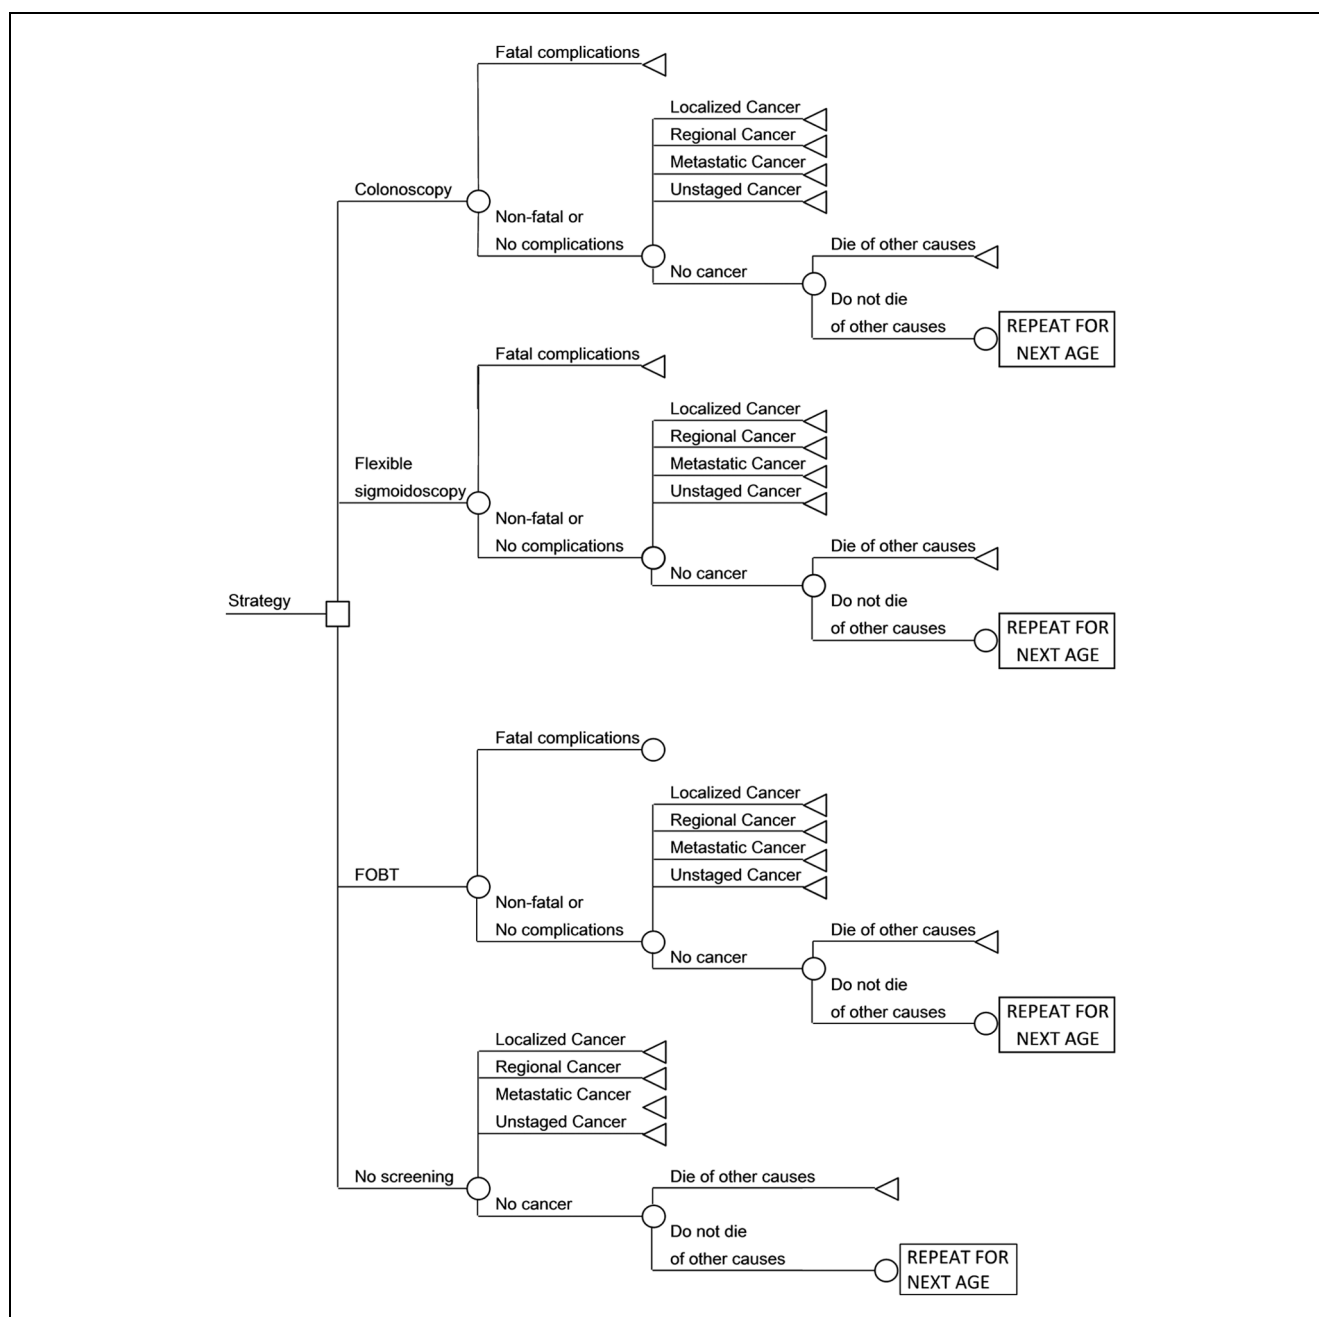 Fatal complications
Localized Cancer
Regional Cancer
Metastatic Cancer
Unstaged Cancer
Colonoscopy
Non-fatal or
No complications
Die of other causes
No cancer
Do not die
of other causes
REPEAT FOR
NEXT AGE
Fatal complications
Localized Cancer
Regional Cancer
Metastatic Cancer
Unstaged Cancer
Flexible
sigmoidoscopy
Non-fatal or
No complications
Die of other causes
No cancer
Do not die
of other causes
REPEAT FOR
NEXT AGE
Strategy
Fatal complications
Localized Cancer
Regional Cancer
Metastatic Cancer
Unstaged Cancer
FOBT
Non-fatal or
No complications
Die of other causes
No cancer
Do not die
of other causes
REPEAT FOR
NEXT AGE
Localized Cancer
Regional Cancer
Metastatic Cancer
Unstaged Cancer
No screening
Die of other causes
No cancer
Do not die
of other causes
REPEAT FOR
NEXT AGE